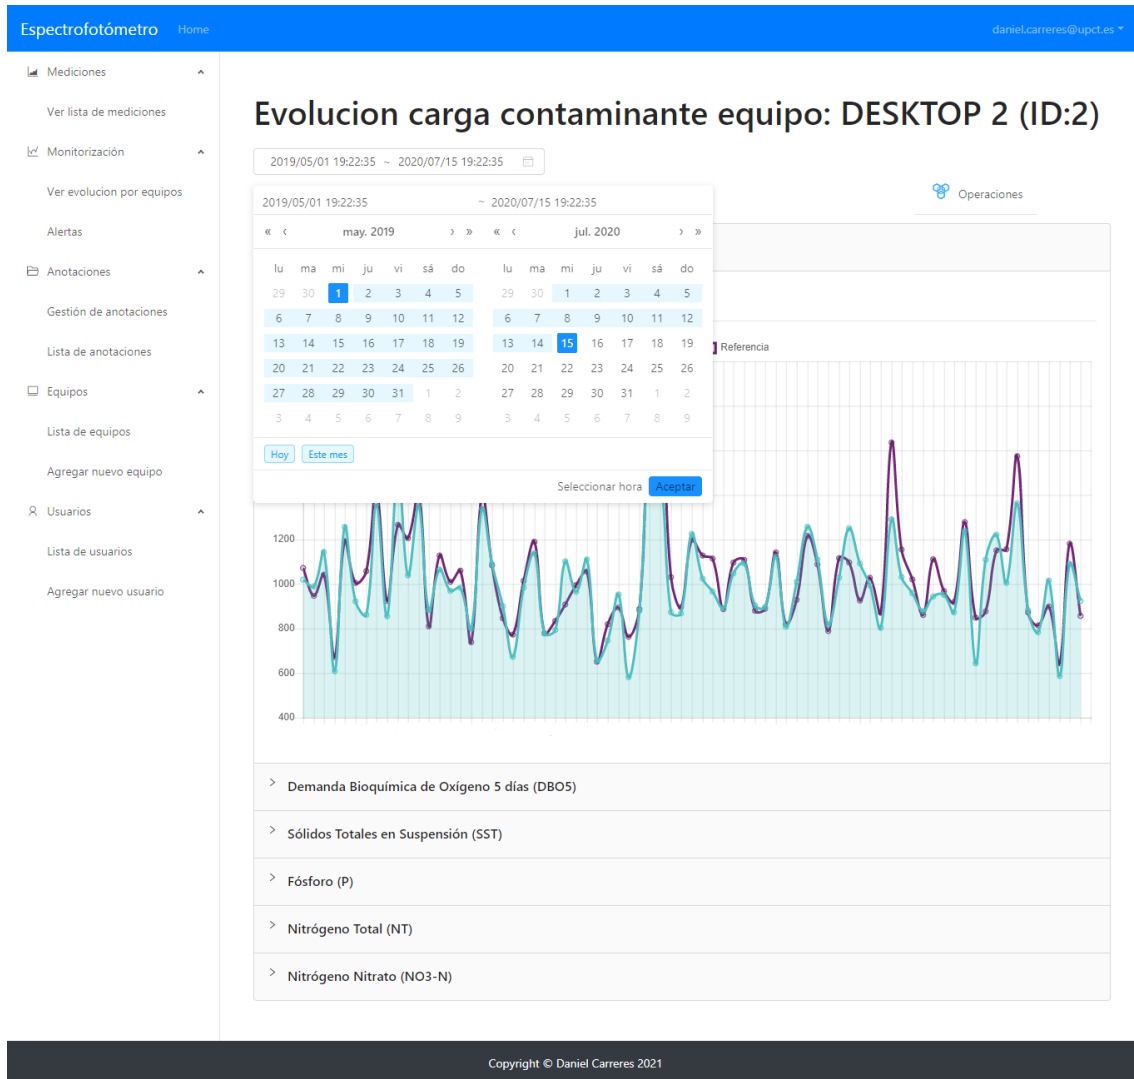 Espectrofotómetro Home daniel.carreres@upct.es
Mediciones
Ver lista de mediciones
Monitorización
Ver evolucion por equipos
Alertas
Anotaciones
Gestión de anotaciones
Lista de anotaciones
Equipos
Lista de equipos
Agregar nuevo equipo
Usuarios
Lista de usuarios
Agregar nuevo usuario
Evolucion carga contaminante equipo: DESKTOP 2 (ID:2)
2019/05/01 19:22:35 ~ 2020/07/15 19:22:35
Operaciones
2019/05/01 19:22:35 ~ 2020/07/15 19:22:35
« ‹ may. 2019 › » « ‹ jul. 2020 › »
lu ma mi ju vi sá do lu ma mi ju vi sá do
29 30 1 2 3 4 5 29 30 1 2 3 4 5
6 7 8 9 10 11 12 6 7 8 9 10 11 12
13 14 15 16 17 18 19 13 14 15 16 17 18 19
20 21 22 23 24 25 26 20 21 22 23 24 25 26
27 28 29 30 31 1 2 27 28 29 30 31 1 2
3 4 5 6 7 8 9 3 4 5 6 7 8 9
Hoy Este mes
Seleccionar hora Aceptar
Referencia
1200
1000
800
600
400
Demanda Bioquímica de Oxígeno 5 días (DBO5)
Sólidos Totales en Suspensión (SST)
Fósforo (P)
Nitrógeno Total (NT)
Nitrógeno Nitrato (NO3-N)
Copyright © Daniel Carreres 2021